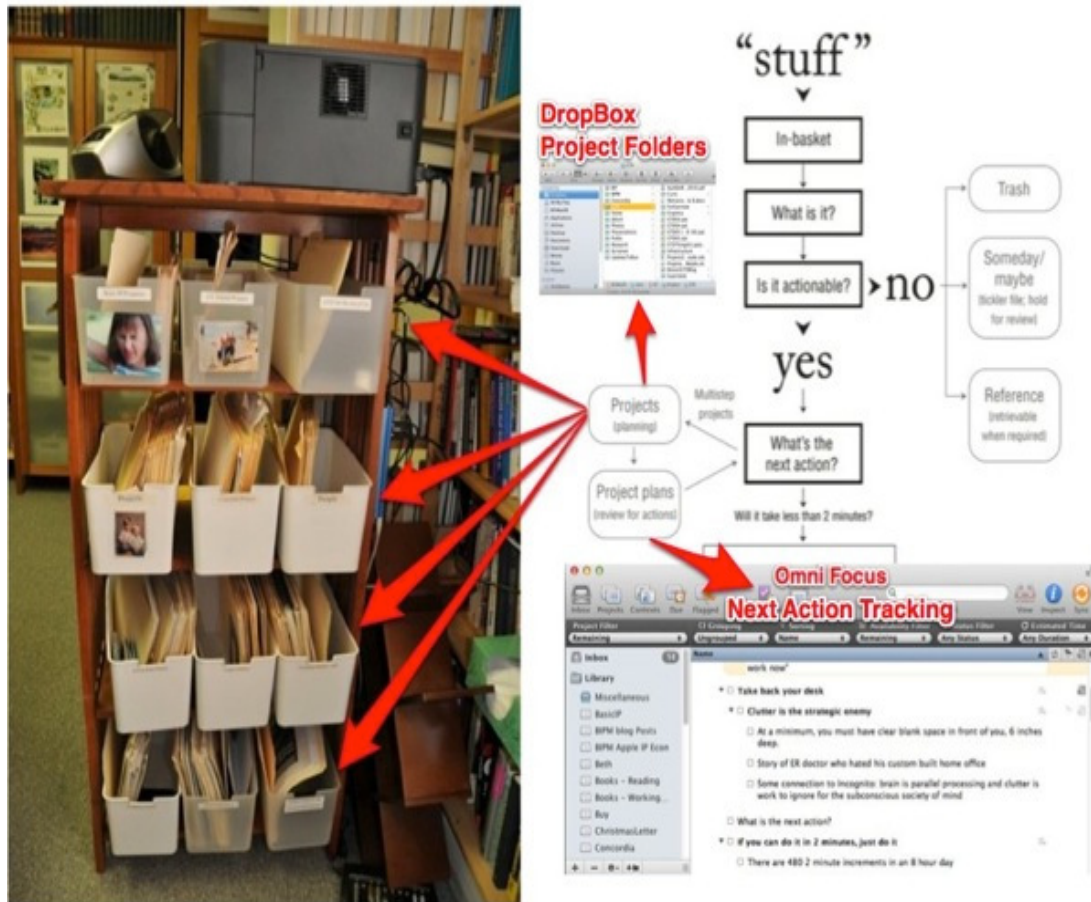 “stuff”
DropBox
Project Folders
In-basket
What is it?
Is it actionable?
no
yes
Trash
Someday/
maybe
(tickler file; hold
for review)
Reference
(retrievable
when required)
Projects
(planning)
Multistep
projects
What's the
next action?
Project plans
(review for actions)
Will it take less than 2 minutes?
Omni Focus
Next Action Tracking
Inbox Projects Contexts Due Flagged
View Inspect Sync
Project Filter Grouping Sorting Availability Filter Status Filter Estimated Time
Remaining Ungrouped Name Remaining Any Status Any Duration
Inbox
Library
Miscellaneous
BasicIP
BIPM blog Posts
BIPM Apple IP Econ
Beth
Books - Reading
Books - Working...
Buy
ChristmasLetter
Concordia
Name
work now"
Take back your desk
Clutter is the strategic enemy
At a minimum, you must have clear blank space in front of you, 6 inches
deep.
Story of ER doctor who hated his custom built home office
Some connection to Incognito: brain is parallel processing and clutter is
work to ignore for the subconscious society of mind
What is the next action?
If you can do it in 2 minutes, just do it
There are 480 2 minute increments in an 8 hour day
Projects
People